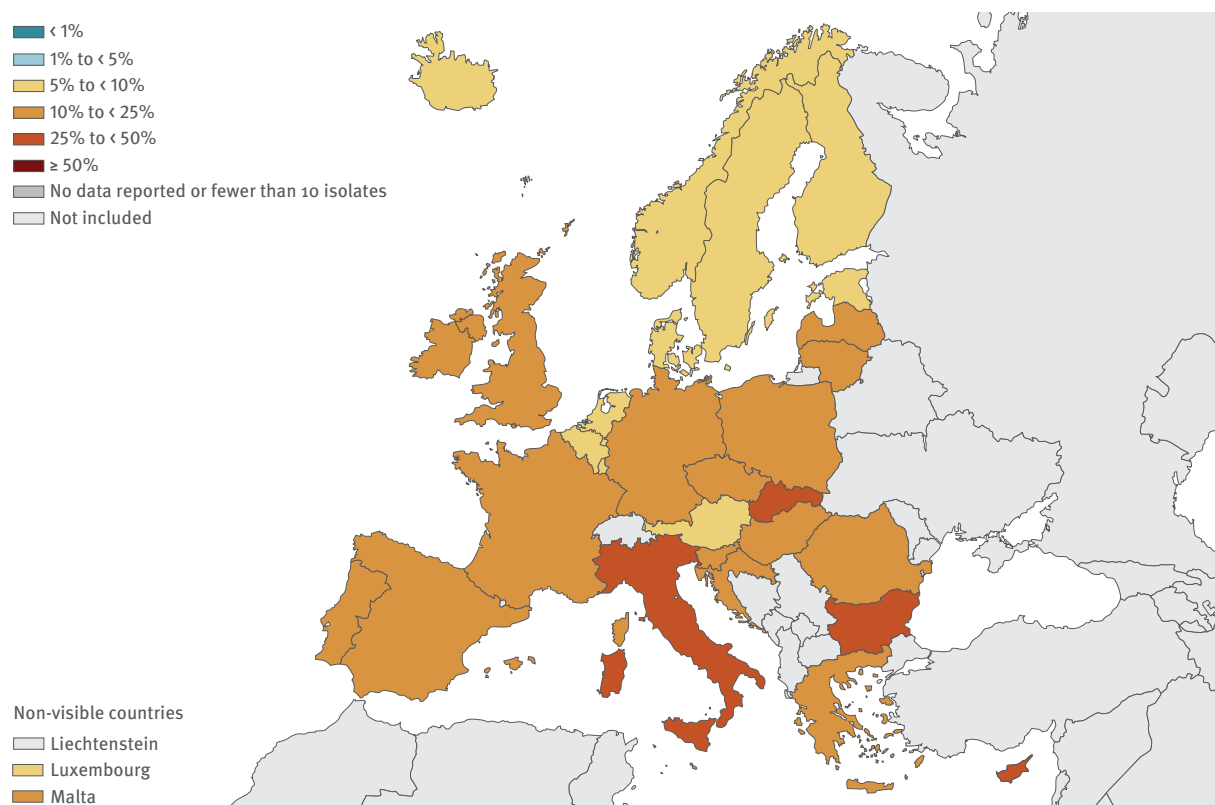 < 1%
1% to < 5%
5% to < 10%
10% to < 25%
25% to < 50%
≥ 50%
No data reported or fewer than 10 isolates
Not included
Non-visible countries
Liechtenstein
Luxembourg
Malta